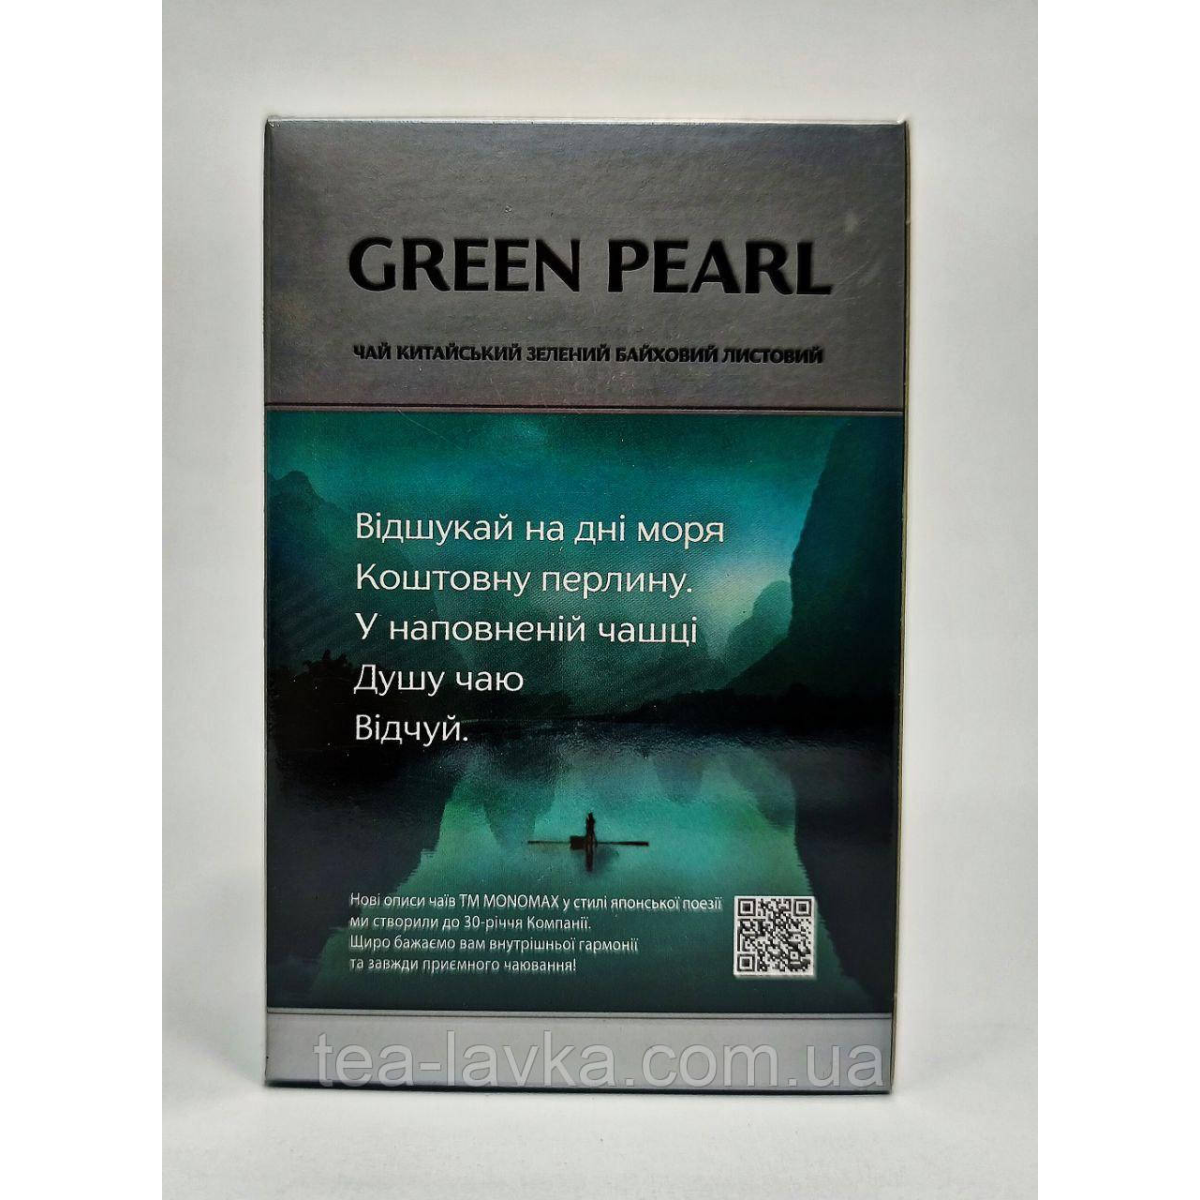 GREEN PEARL
ЧАЙ КИТАЙСЬКИЙ ЗЕЛЕНИЙ БАЙХОВИЙ ЛИСТОВИЙ
Відшукай на дні моря
Коштовну перлину.
У наповненій чашці
Душу чаю
Відчуй.
Нові описи чаїв ТМ MONOMAX у стилі японської поезії
ми створили до 30-річчя Компанії.
Щиро бажаємо вам внутрішньої гармонії
та завжди приємного чаювання!
tea-lavka.com.ua